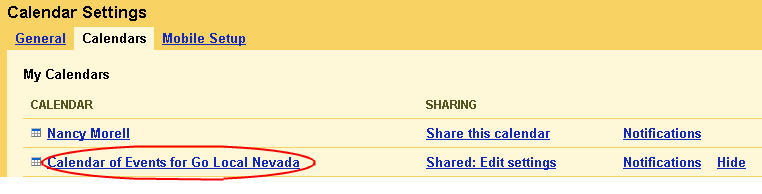 Calendar Settings
General Calendars Mobile Setup
My Calendars
CALENDAR SHARING
Nancy Morell Share this calendar Notifications
Calendar of Events for Go Local Nevada Shared: Edit settings Notifications Hide